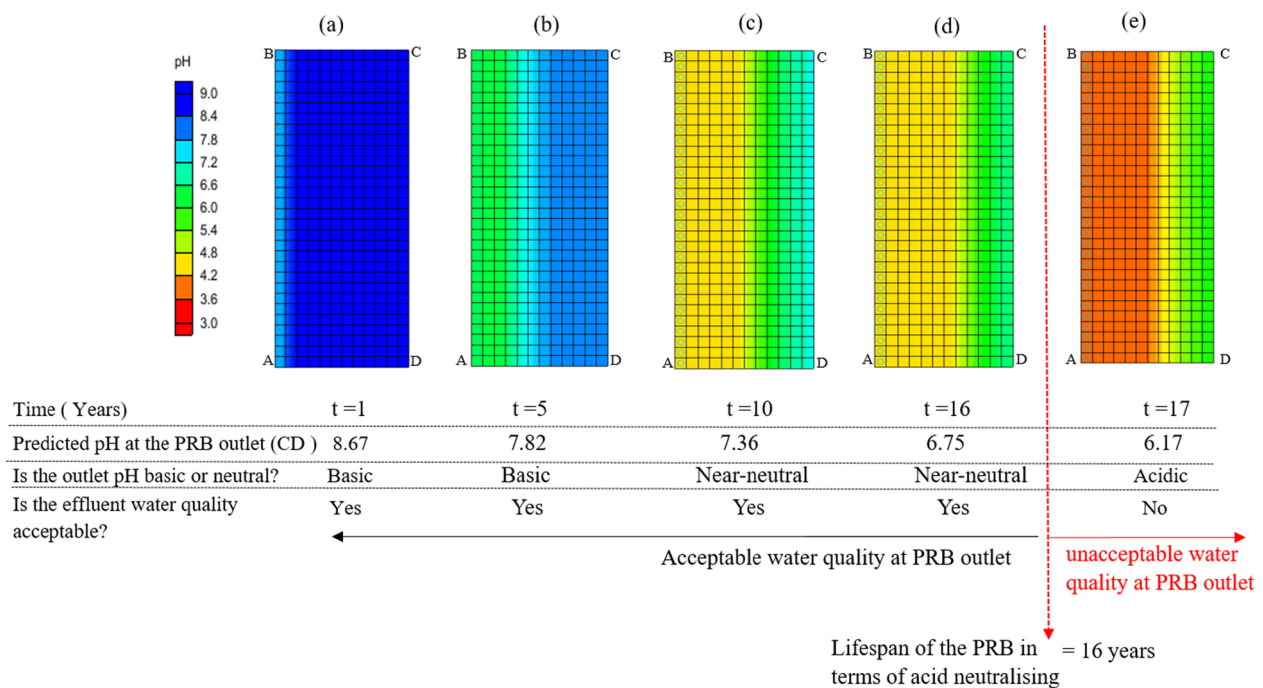 (a) (b) (c) (d) (e)
B C B C B C B C B C
pH
9.0
8.4
7.8
7.2
6.6
6.0
5.4
4.8
4.2
3.6
3.0
A D A D A D A D A D
Time ( Years) t =1 t =5 t =10 t =16 t =17
Predicted pH at the PRB outlet (CD ) 8.67 7.82 7.36 6.75 6.17
Is the outlet pH basic or neutral? Basic Basic Near-neutral Near-neutral Acidic
Is the effluent water quality
acceptable? Yes Yes Yes Yes No
Acceptable water quality at PRB outlet
unacceptable water
quality at PRB outlet
Lifespan of the PRB in = 16 years
terms of acid neutralising